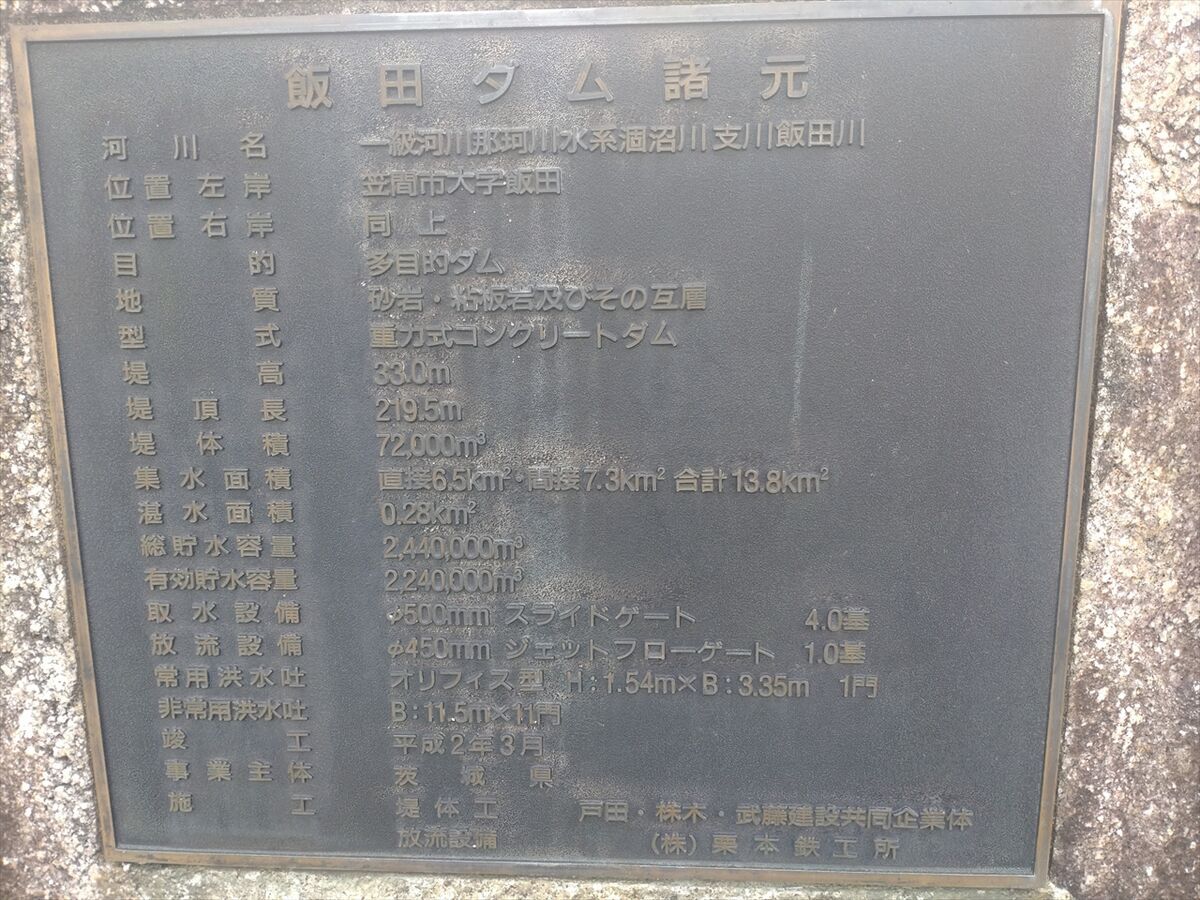 飯田ダム諸元
河川名 一級河川那珂川水系涸沼川支川飯田川
位置左岸 笠間市大字飯田
位置右岸 同上
目的 多目的ダム
地質 砂岩・粘板岩及びその互層
型式 重力式コンクリートダム
堤高 33.0m
堤頂長 219.5m
堤体積 72,000m³
集水面積 直接6.5km²・間接7.3km² 合計13.8km²
湛水面積 0.28km²
総貯水容量 2,440,000m³
有効貯水容量 2,240,000m³
取水設備 φ500mm スライドゲート 4.0基
放流設備 φ450mm ジェットフローゲート 1.0基
常用洪水吐 オリフィス型 H:1.54m×B:3.35m 1門
非常用洪水吐 B:11.5m×11門
竣工 平成2年3月
事業主体 茨城県
施工 堤体工 戸田・株木・武藤建設共同企業体
放流設備 (株)栗本鉄工所